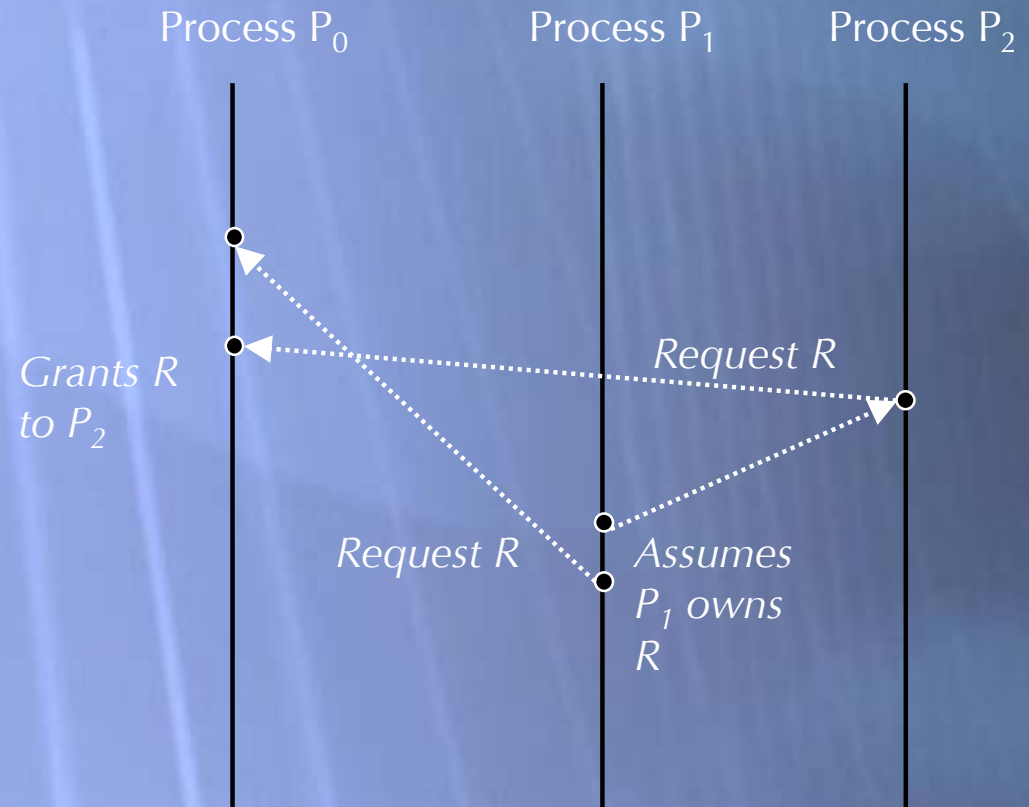 Process P₀
Process P₁
Process P₂
Request R
Grants R
to P₂
Request R
Assumes
P₁ owns
R